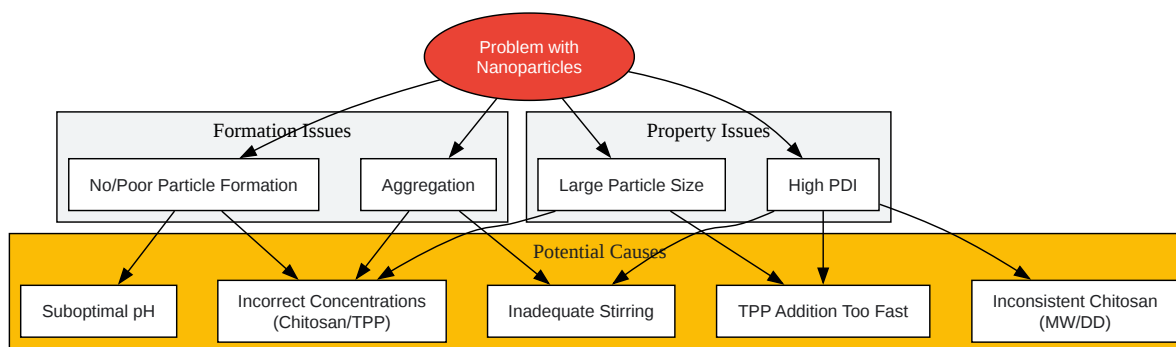 Problem with
Nanoparticles
Formation Issues
Property Issues
No/Poor Particle Formation
Aggregation
Large Particle Size
High PDI
Potential Causes
Suboptimal pH
Incorrect Concentrations
(Chitosan/TPP)
Inadequate Stirring
TPP Addition Too Fast
Inconsistent Chitosan
(MW/DD)